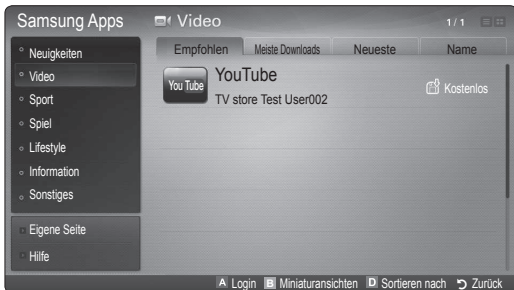 Samsung Apps
Video
1 / 1
Neuigkeiten
Video
Sport
Spiel
Lifestyle
Information
Sonstiges
Eigene Seite
Hilfe
Empfohlen Meiste Downloads Neueste Name
You Tube
YouTube
TV store Test User002
Kostenlos
A Login B Miniaturansichten D Sortieren nach Zurück